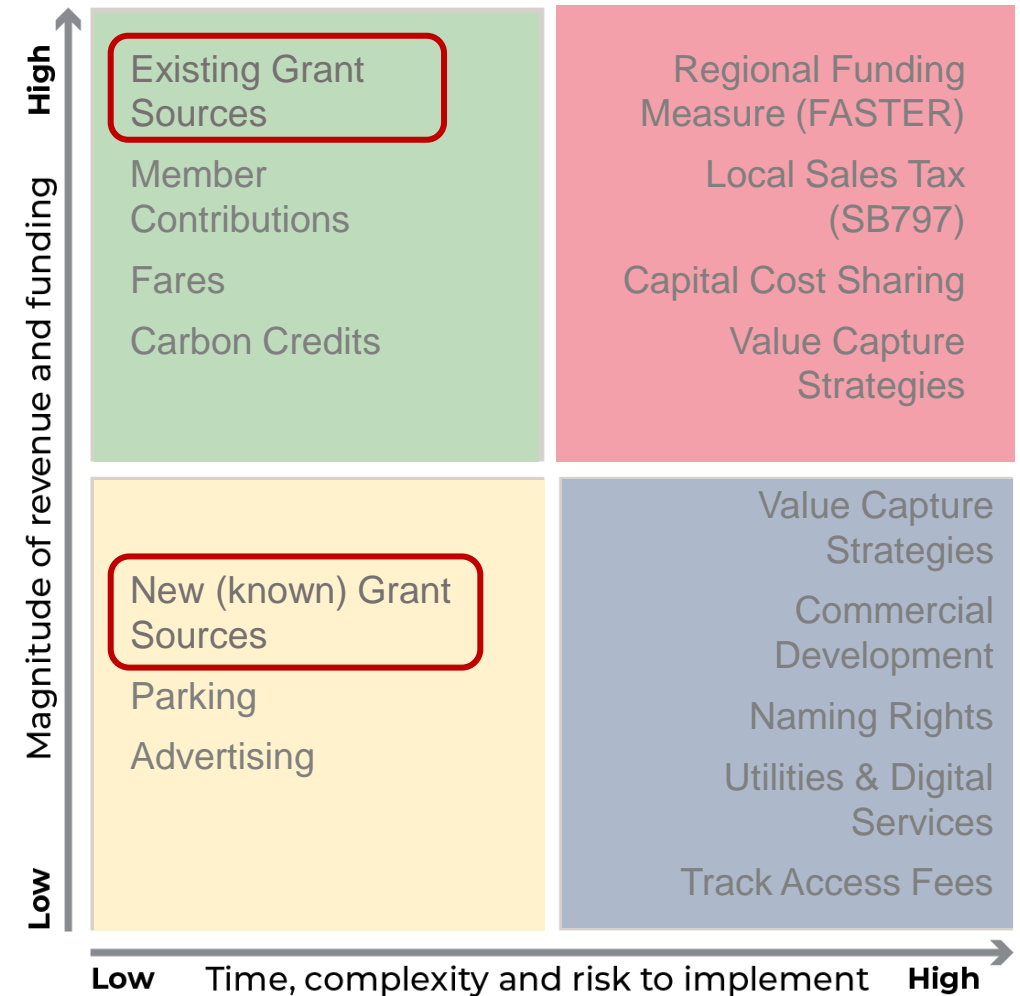 High
Magnitude of revenue and funding
Low
Existing Grant
Sources
Member
Contributions
Fares
Carbon Credits
Regional Funding
Measure (FASTER)
Local Sales Tax
(SB797)
Capital Cost Sharing
Value Capture
Strategies
New (known) Grant
Sources
Parking
Advertising
Value Capture
Strategies
Commercial
Development
Naming Rights
Utilities & Digital
Services
Track Access Fees
Low Time, complexity and risk to implement High